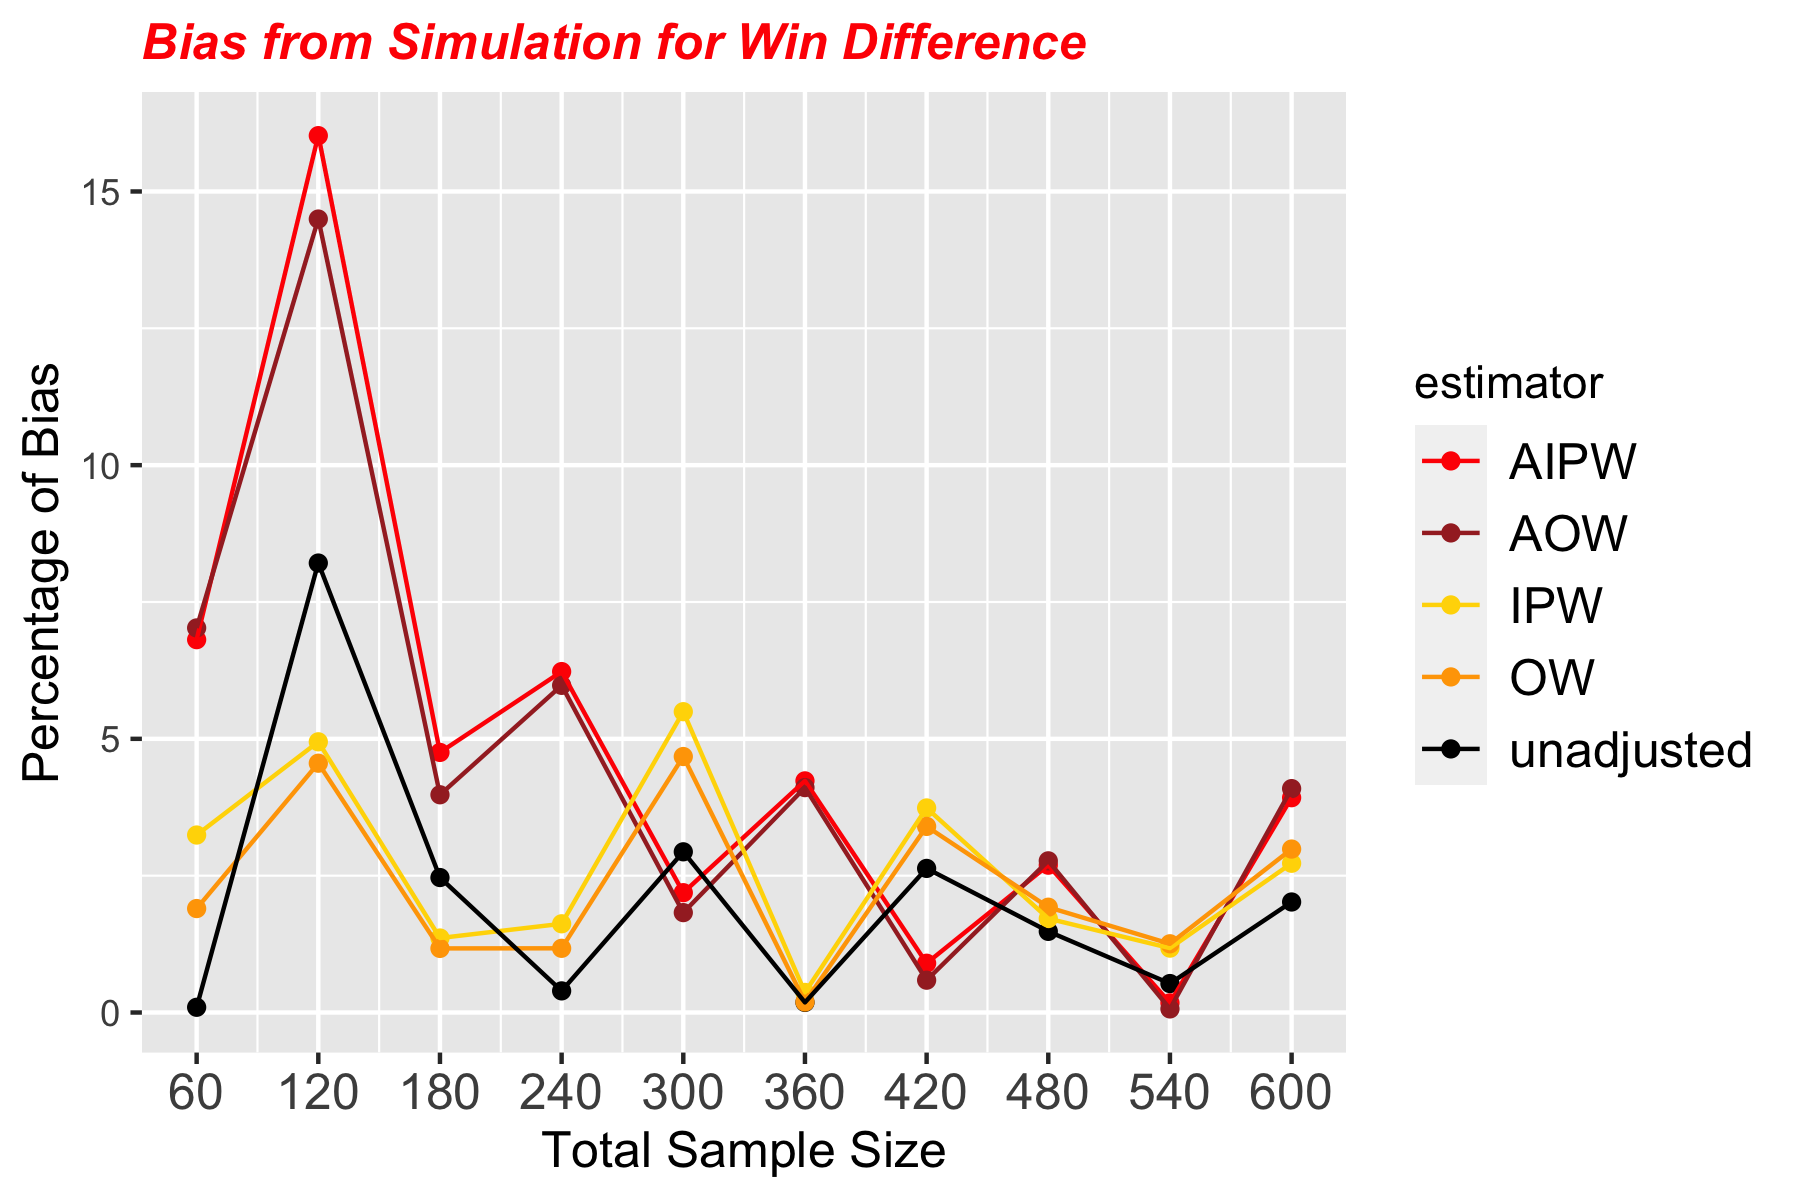 Bias from Simulation for Win Difference
Percentage of Bias
15
10
5
0
60 120 180 240 300 360 420 480 540 600
Total Sample Size
estimator
AIPW
AOW
IPW
OW
unadjusted